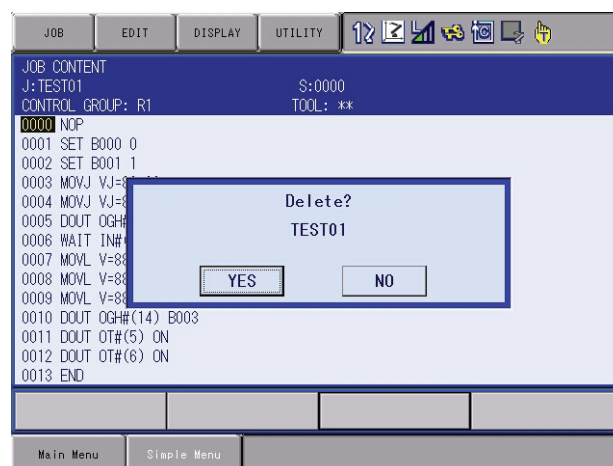 JOB EDIT DISPLAY UTILITY
JOB CONTENT
J:TEST01 S:0000
CONTROL GROUP: R1 TOOL: **
0000 NOP
0001 SET B000 0
0002 SET B001 1
0003 MOVJ
0004 MOVJ VJ=8
0005 DOUT OGH#
0006 WAIT IN#
0007 MOVL V=88
0008 MOVL V=88
0009 MOVL V=88
0010 DOUT OGH#(14) B003
0011 DOUT OT#(5) ON
0012 DOUT OT#(6) ON
0013 END
Delete?
TEST01
YES NO
Main Menu Simple Menu